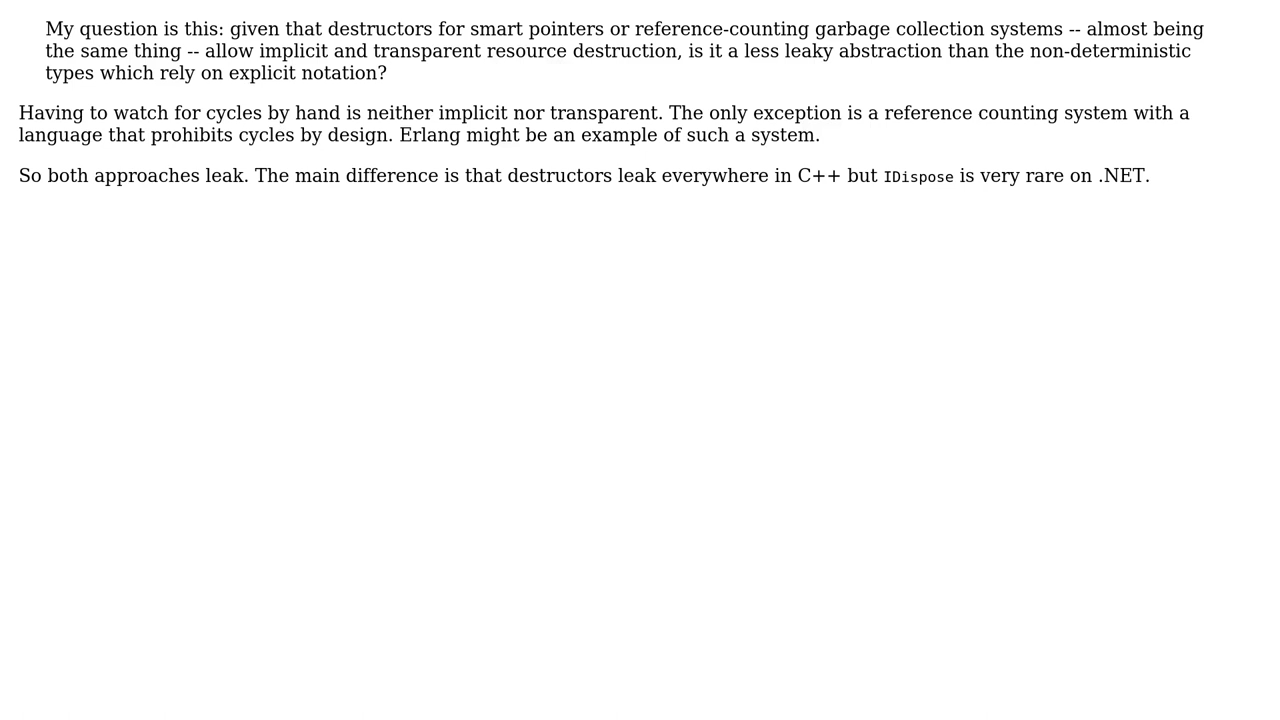 My question is this: given that destructors for smart pointers or reference-counting garbage collection systems -- almost being
the same thing -- allow implicit and transparent resource destruction, is it a less leaky abstraction than the non-deterministic
types which rely on explicit notation?
Having to watch for cycles by hand is neither implicit nor transparent. The only exception is a reference counting system with a
language that prohibits cycles by design. Erlang might be an example of such a system.
So both approaches leak. The main difference is that destructors leak everywhere in C++ but IDispose is very rare on .NET.